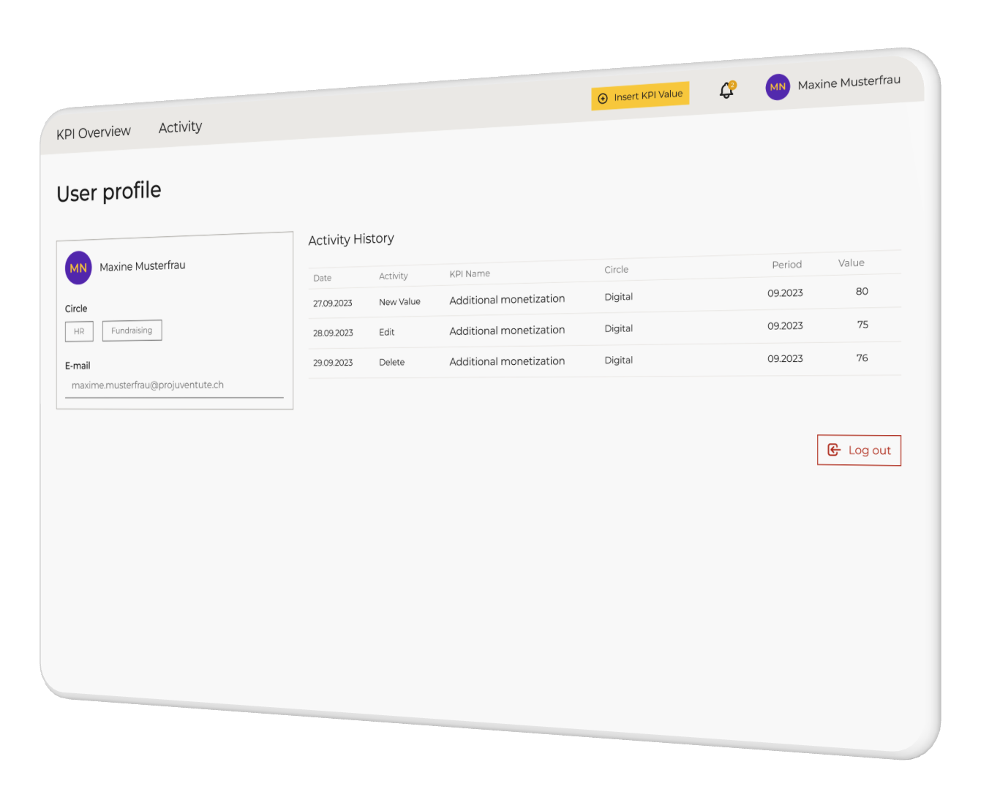 KPI Overview Activity Insert KPI Value 2 MN Maxine Musterfrau
User profile
MN Maxine Musterfrau
Circle
HR Fundraising
E-mail
maxime.musterfrau@projuventute.ch
Activity History
Date Activity KPI Name Circle Period Value
27.09.2023 New Value Additional monetization Digital 09.2023 80
28.09.2023 Edit Additional monetization Digital 09.2023 75
29.09.2023 Delete Additional monetization Digital 09.2023 76
Log out